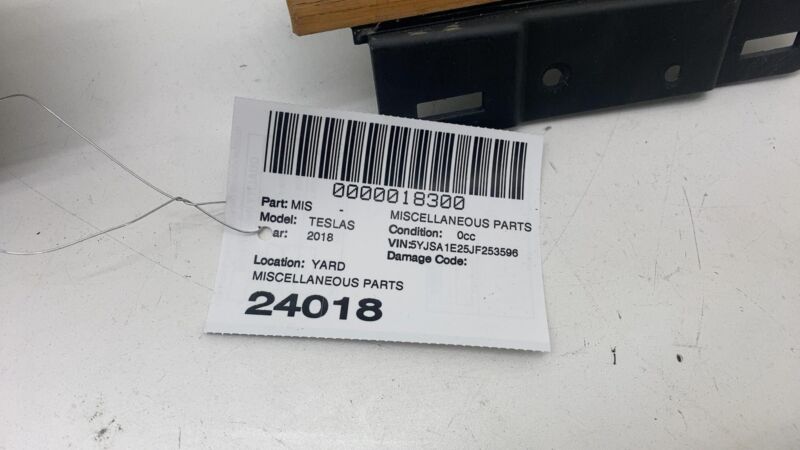 0000018300
Part: MIS - MISCELLANEOUS PARTS
Model: TESLAS Condition: 0cc
ar: 2018 VIN:5YJSA1E25JF253596
Damage Code:
Location: YARD
MISCELLANEOUS PARTS
24018